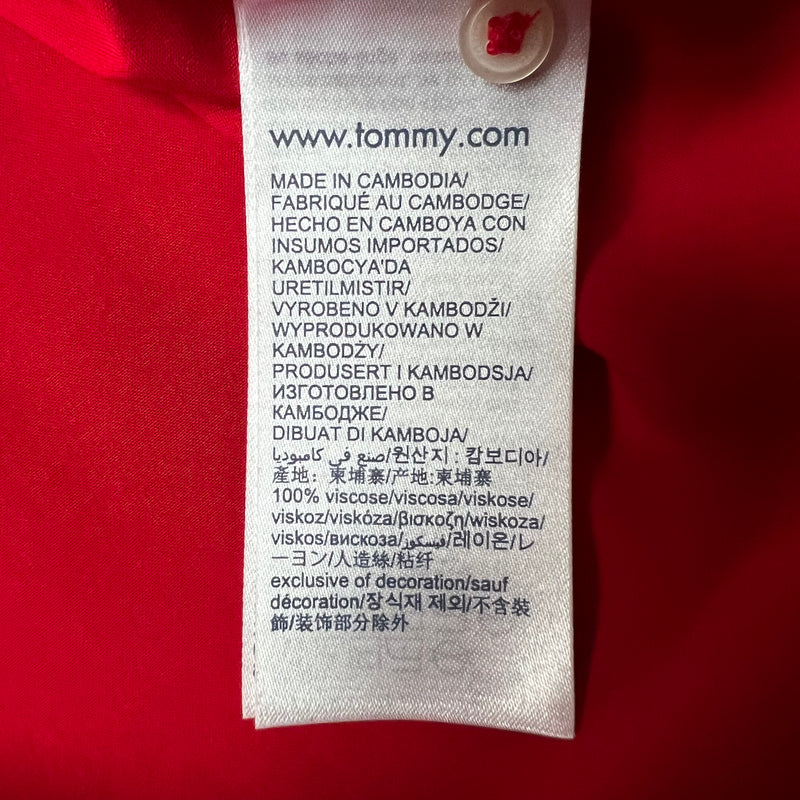 www.tommy.com
MADE IN CAMBODIA/
FABRIQUÉ AU CAMBODGE/
HECHO EN CAMBOYA CON
INSUMOS IMPORTADOS/
KAMBOCYA'DA
URETILMISTIR/
VYROBENO V KAMBODŽI/
WYPRODUKOWANO W
KAMBODŻY/
PRODUSERT I KAMBODSJA/
ИЗГОТОВЛЕНО В
КАМБОДЖЕ/
DIBUAT DI KAMBOJA/
صنع في كامبوديا/원산지 : 캄보디아/
產地：柬埔寨/产地:柬埔寨
100% viscose/viscosa/viskose/
viskoz/viskóza/βισκοζη/wiskoza/
viskos/вискоза/فيسكوز/레이온/レ
ーヨン/人造絲/粘纤
exclusive of decoration/sauf
décoration/장식재 제외/不含裝
飾/装饰部分除外